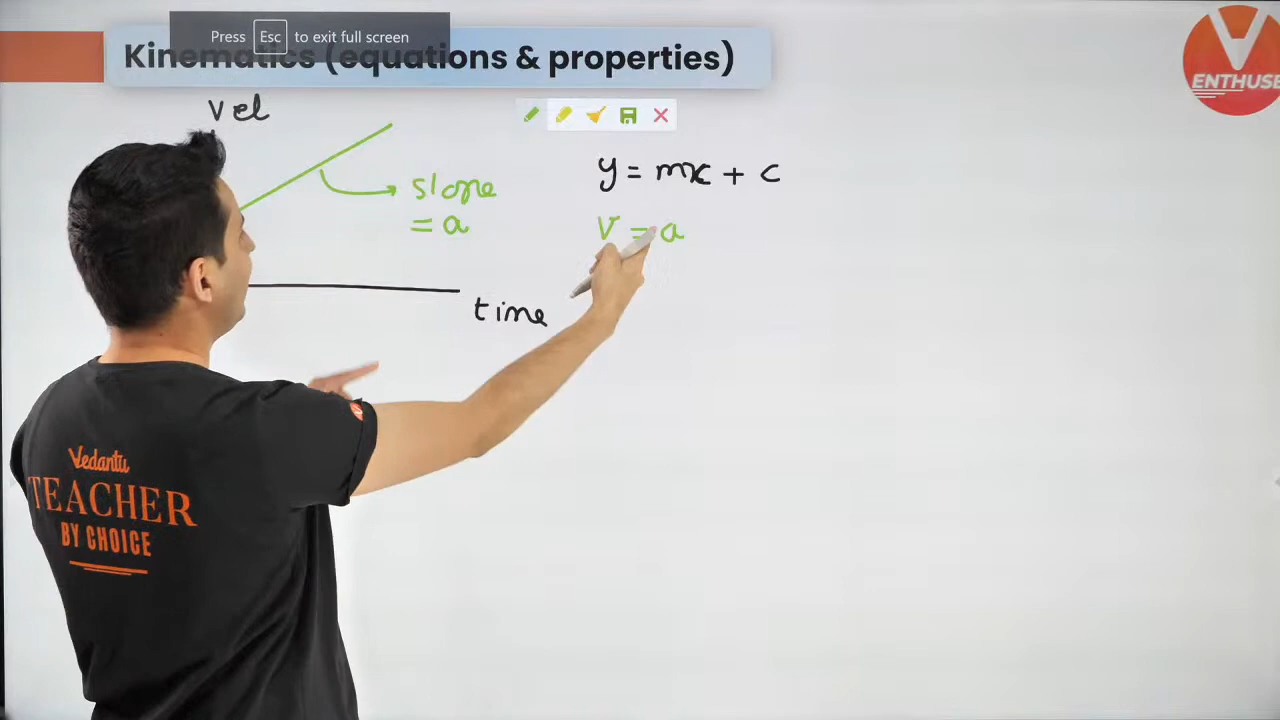 Press Esc to exit full screen
Kinematics (equations & properties)
V
ENTHUSE
Vel
slope
= a
time
y = mx + c
V = a
Vedantu
TEACHER
BY CHOICE